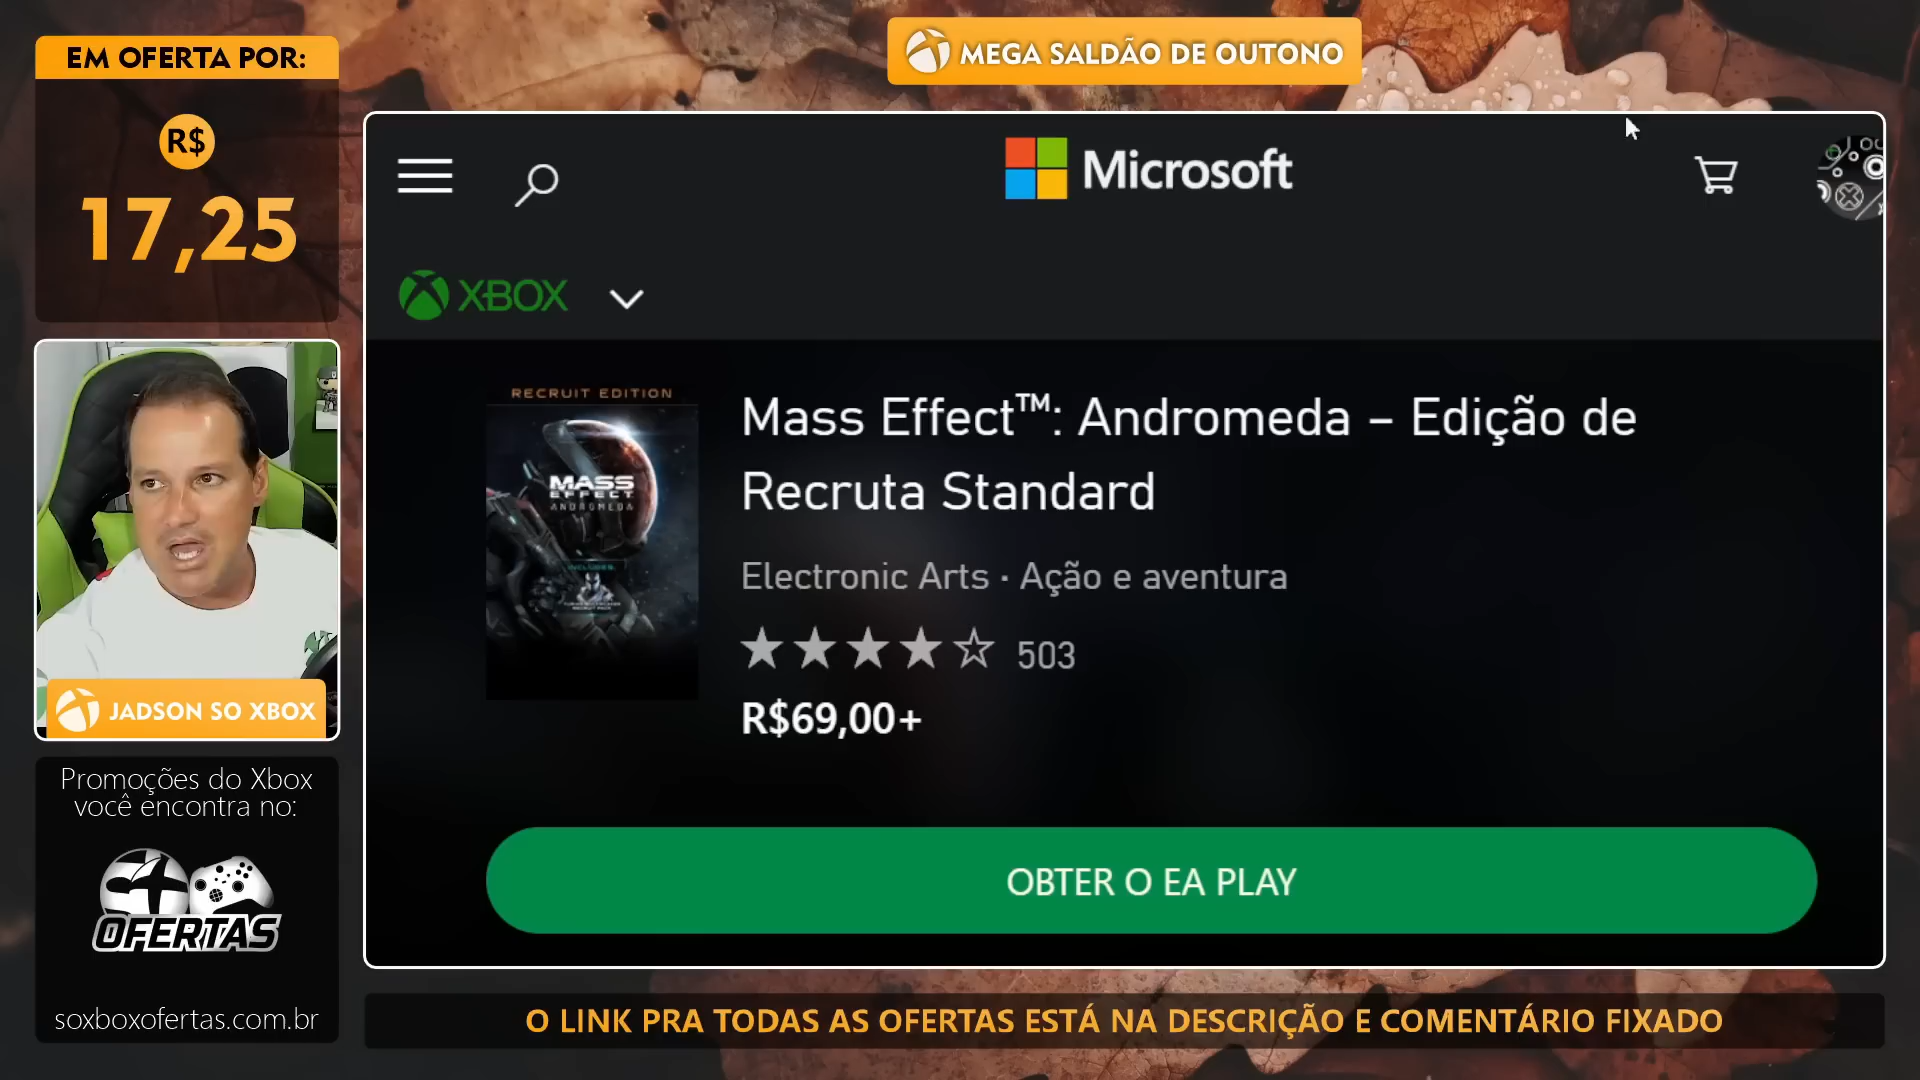 EM OFERTA POR:
R$
17,25
MEGA SALDÃO DE OUTONO
Microsoft
XBOX
RECRUIT EDITION
MASS
EFFECT
ANDROMEDA
INCLUDES
Mass Effect™: Andromeda – Edição de
Recruta Standard
Electronic Arts · Ação e aventura
503
R$69,00+
OBTER O EA PLAY
JADSON SO XBOX
Promoções do Xbox
você encontra no:
OFERTAS
soxboxofertas.com.br
O LINK PRA TODAS AS OFERTAS ESTÁ NA DESCRIÇÃO E COMENTÁRIO FIXADO